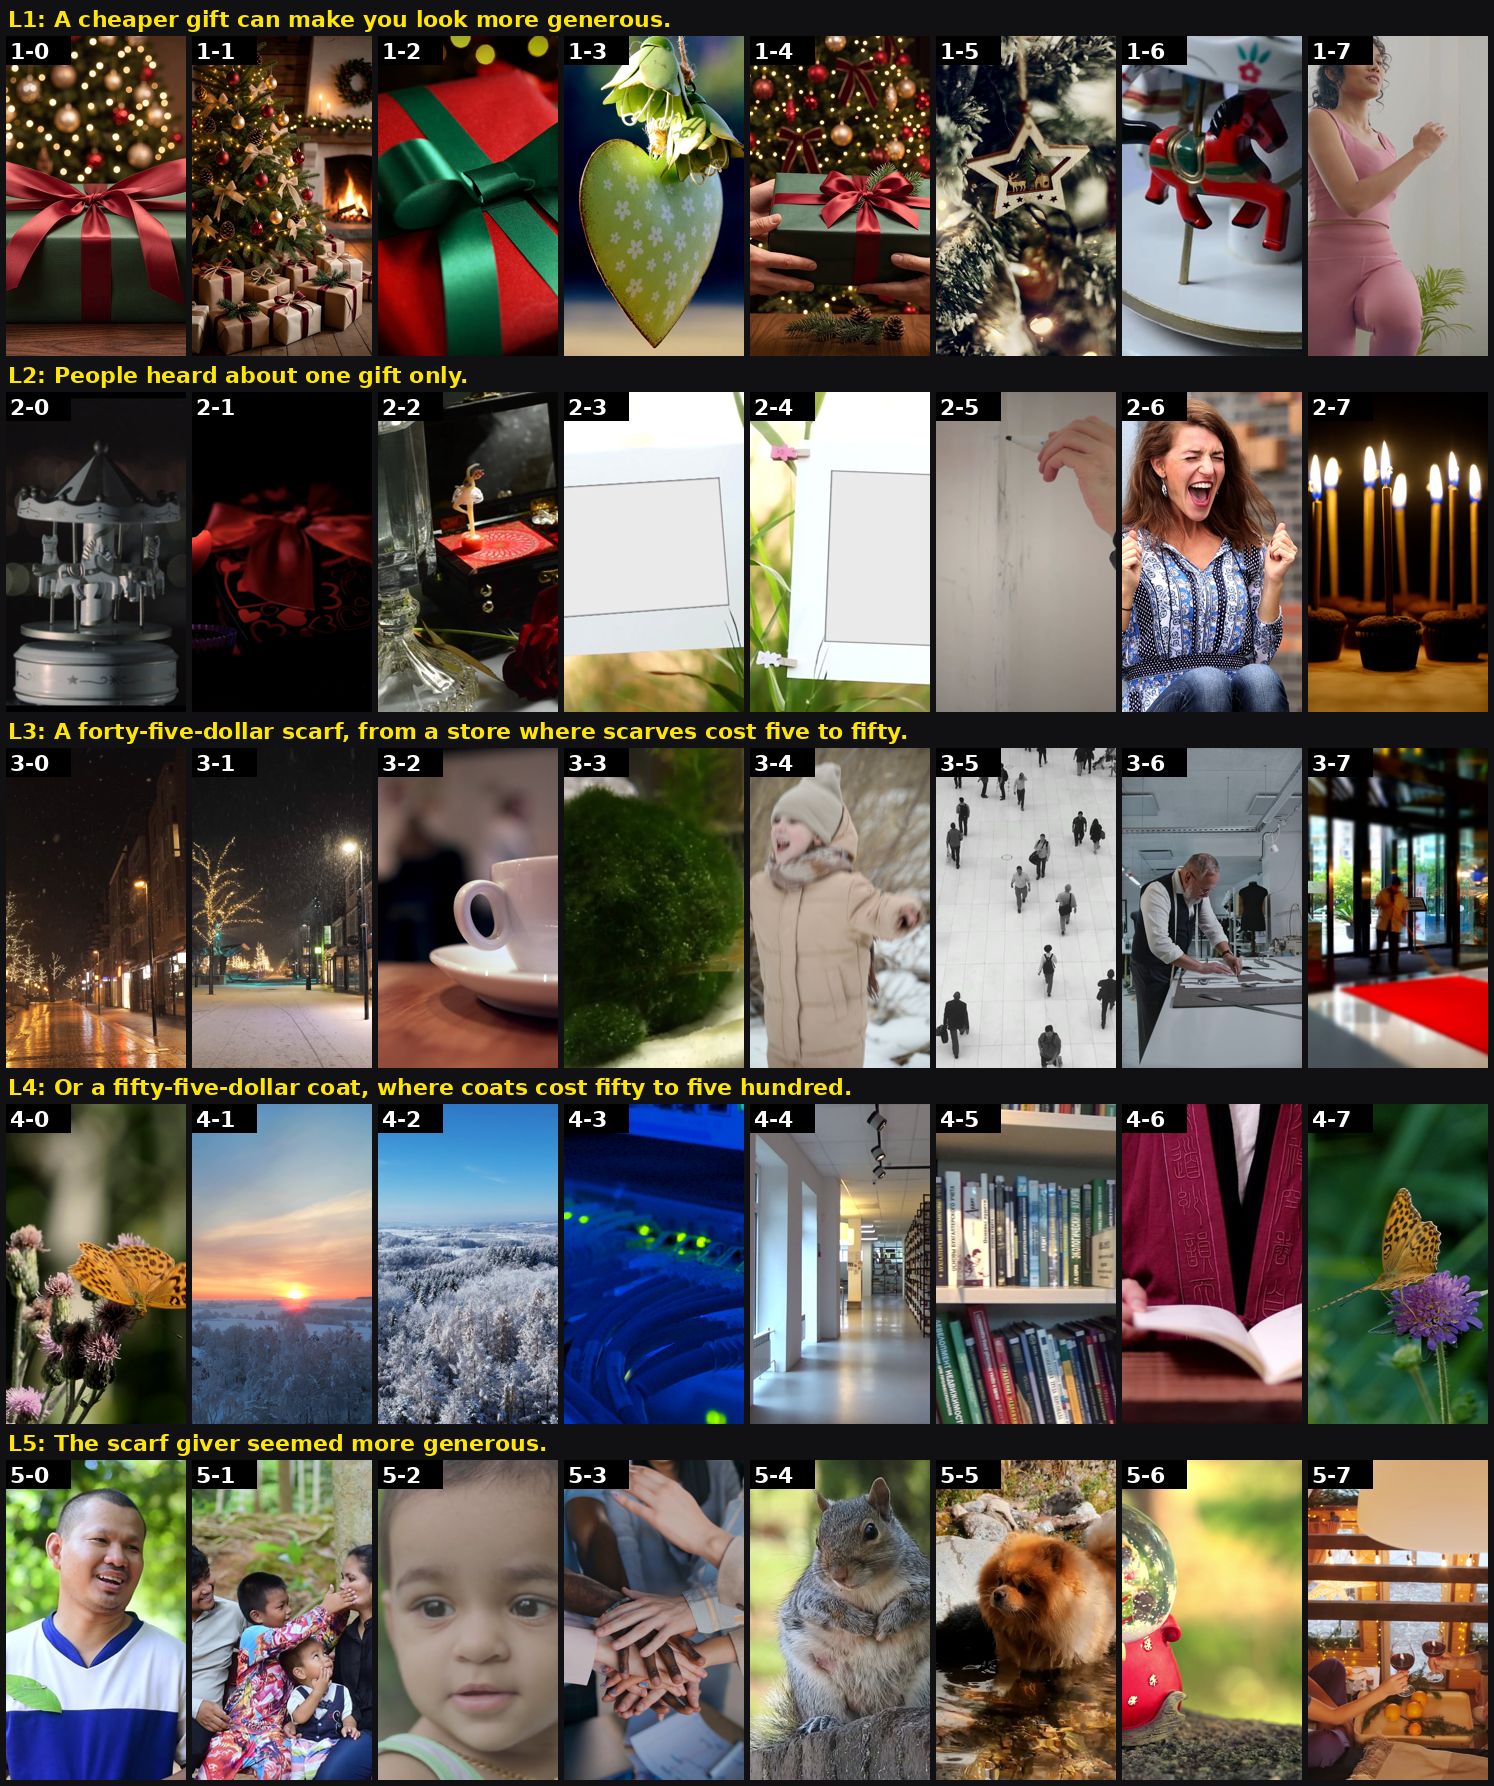 L1: A cheaper gift can make you look more generous.
1-0 1-1 1-2 1-3 1-4 1-5 1-6 1-7
L2: People heard about one gift only.
2-0 2-1 2-2 2-3 2-4 2-5 2-6 2-7
L3: A forty-five-dollar scarf, from a store where scarves cost five to fifty.
3-0 3-1 3-2 3-3 3-4 3-5 3-6 3-7
L4: Or a fifty-five-dollar coat, where coats cost fifty to five hundred.
4-0 4-1 4-2 4-3 4-4 4-5 4-6 4-7
L5: The scarf giver seemed more generous.
5-0 5-1 5-2 5-3 5-4 5-5 5-6 5-7